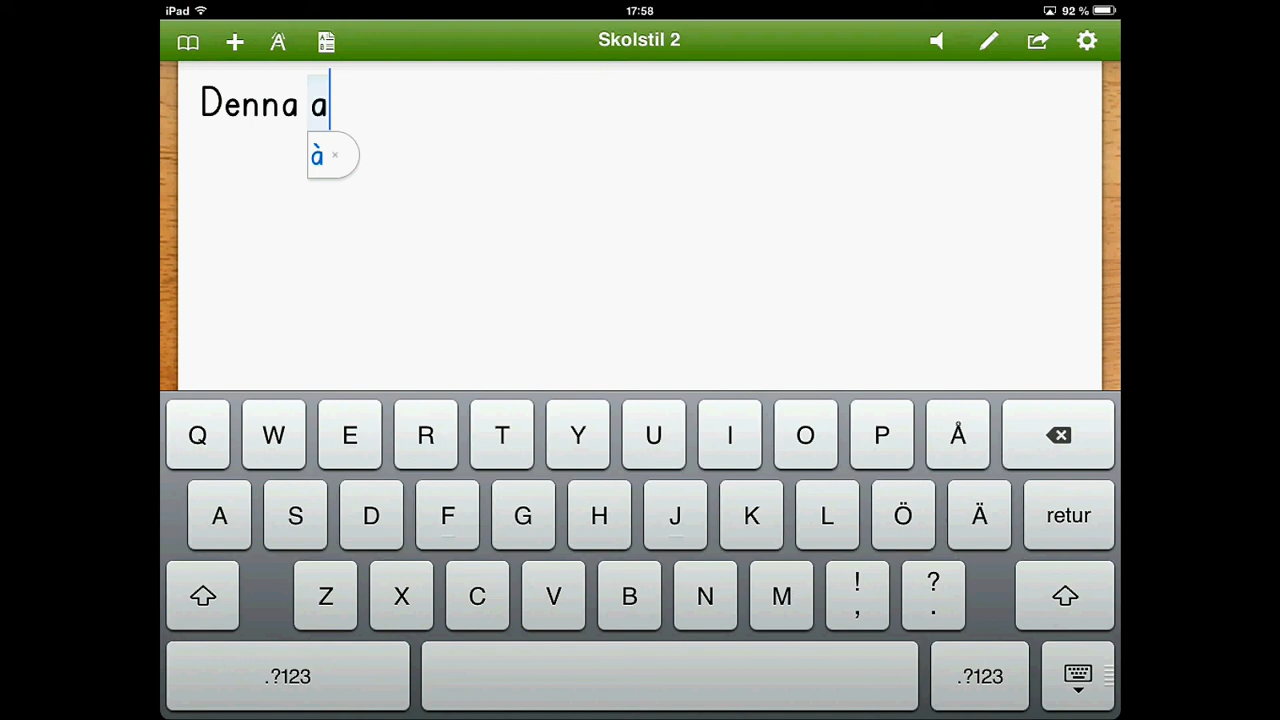 iPad 17:58 92 %
Skolstil 2
Denna a
à ×
Q W E R T Y U I O P Å
A S D F G H J K L Ö Ä retur
Z X C V B N M ! , ? .
.?123 .?123